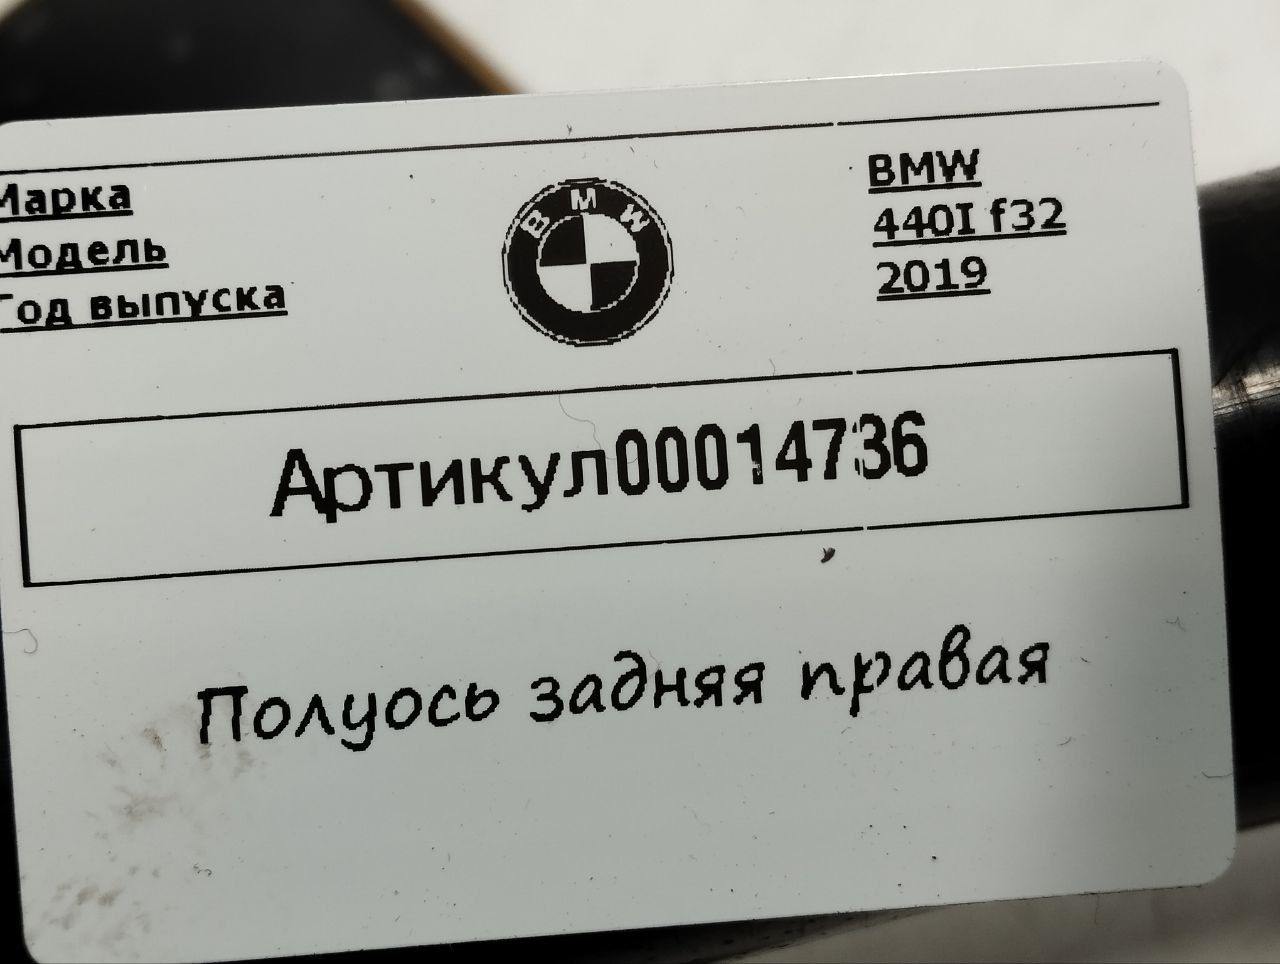 Марка
Модель
Год выпуска
BMW
BMW
440I f32
2019
Артикул00014736
Полуось задняя правая